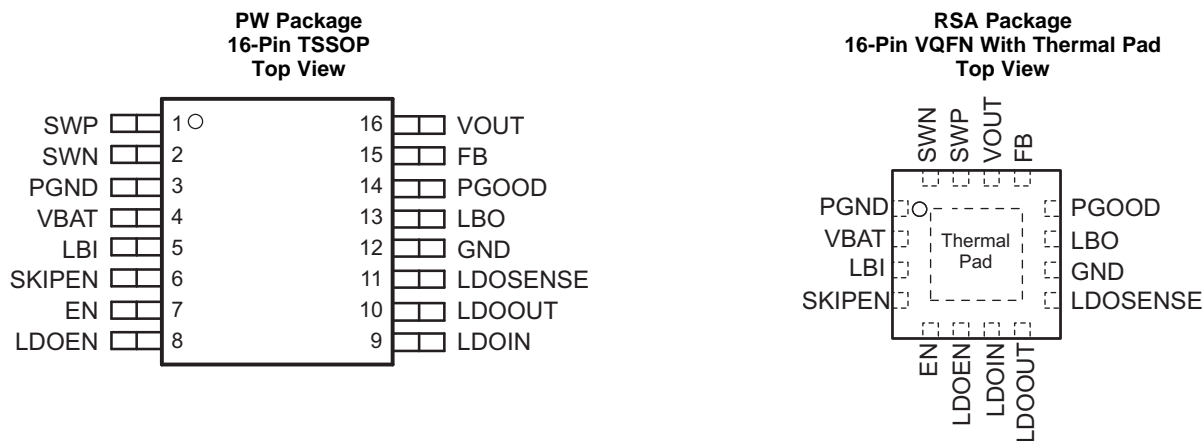 PW Package
16-Pin TSSOP
Top View
SWP 1 16 VOUT
SWN 2 15 FB
PGND 3 14 PGOOD
VBAT 4 13 LBO
LBI 5 12 GND
SKIPEN 6 11 LDOSENSE
EN 7 10 LDOOUT
LDOEN 8 9 LDOIN
RSA Package
16-Pin VQFN With Thermal Pad
Top View
SWN SWP VOUT FB
PGND PGOOD
VBAT LBO
LBI GND
SKIPEN LDOSENSE
Thermal
Pad
EN LDOEN LDOIN LDOOUT